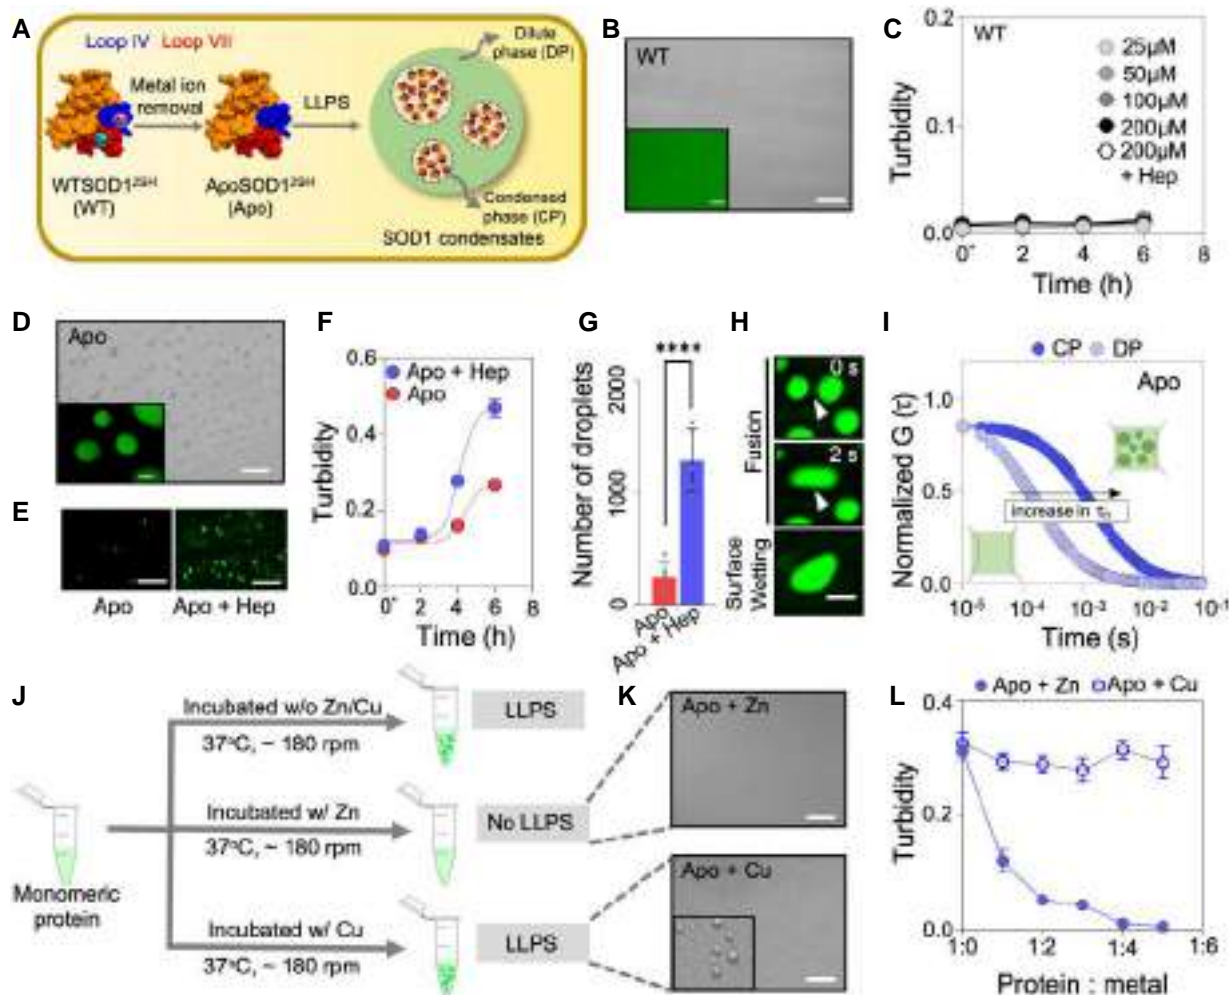 A
Loop IV Loop VII
Metal ion
removal
LLPS
Dilute
phase (DP)
WTSOD1²ˢᴴ
(WT)
ApoSOD1²ˢᴴ
(Apo)
Condensed
phase (CP)
SOD1 condensates
B
WT
C
WT
Turbidity
0.2
0.1
0.0
25µM
50µM
100µM
200µM
200µM
+ Hep
0* 2 4 6 8
Time (h)
D
Apo
E
Apo Apo + Hep
F
Turbidity
0.6
0.4
0.2
Apo + Hep
Apo
0* 2 4 6 8
Time (h)
G
****
Number of droplets
2000
1000
0
Apo
Apo + Hep
H
Fusion
0 s
2 s
Surface
Wetting
I
CP DP
Apo
Normalized G (τ)
1.0
0.5
0.0
increase in τ
10⁻⁵ 10⁻⁴ 10⁻³ 10⁻² 10⁻¹
Time (s)
J
Monomeric
protein
Incubated w/o Zn/Cu
37°C, ~ 180 rpm
LLPS
Incubated w/ Zn
37°C, ~ 180 rpm
No LLPS
Incubated w/ Cu
37°C, ~ 180 rpm
LLPS
K
Apo + Zn
Apo + Cu
L
Apo + Zn Apo + Cu
Turbidity
0.4
0.2
0.0
1:0 1:2 1:4 1:6
Protein : metal